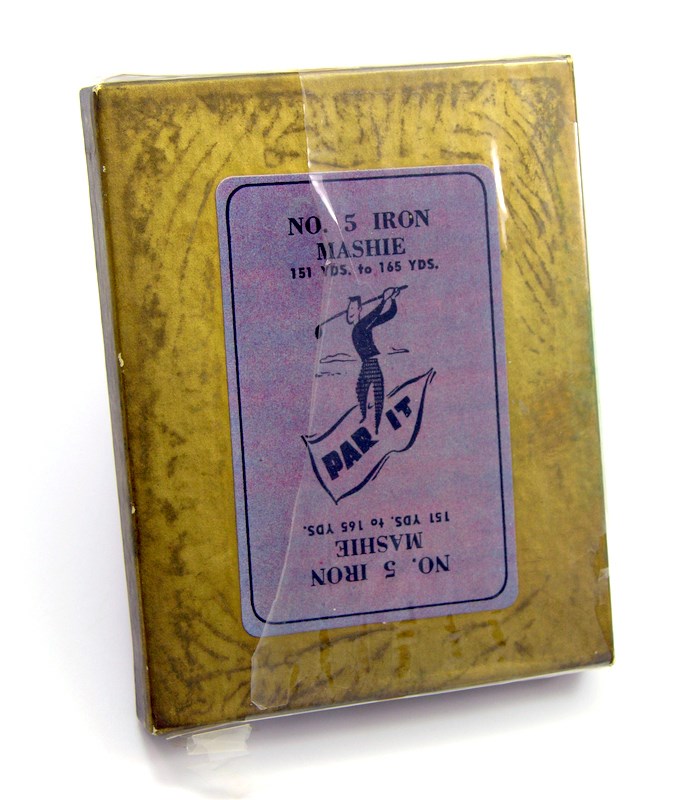 NO. 5 IRON
MASHIE
151 YDS. to 165 YDS.
PAR IT
151 YDS. to 165 YDS.
MASHIE
NO. 5 IRON